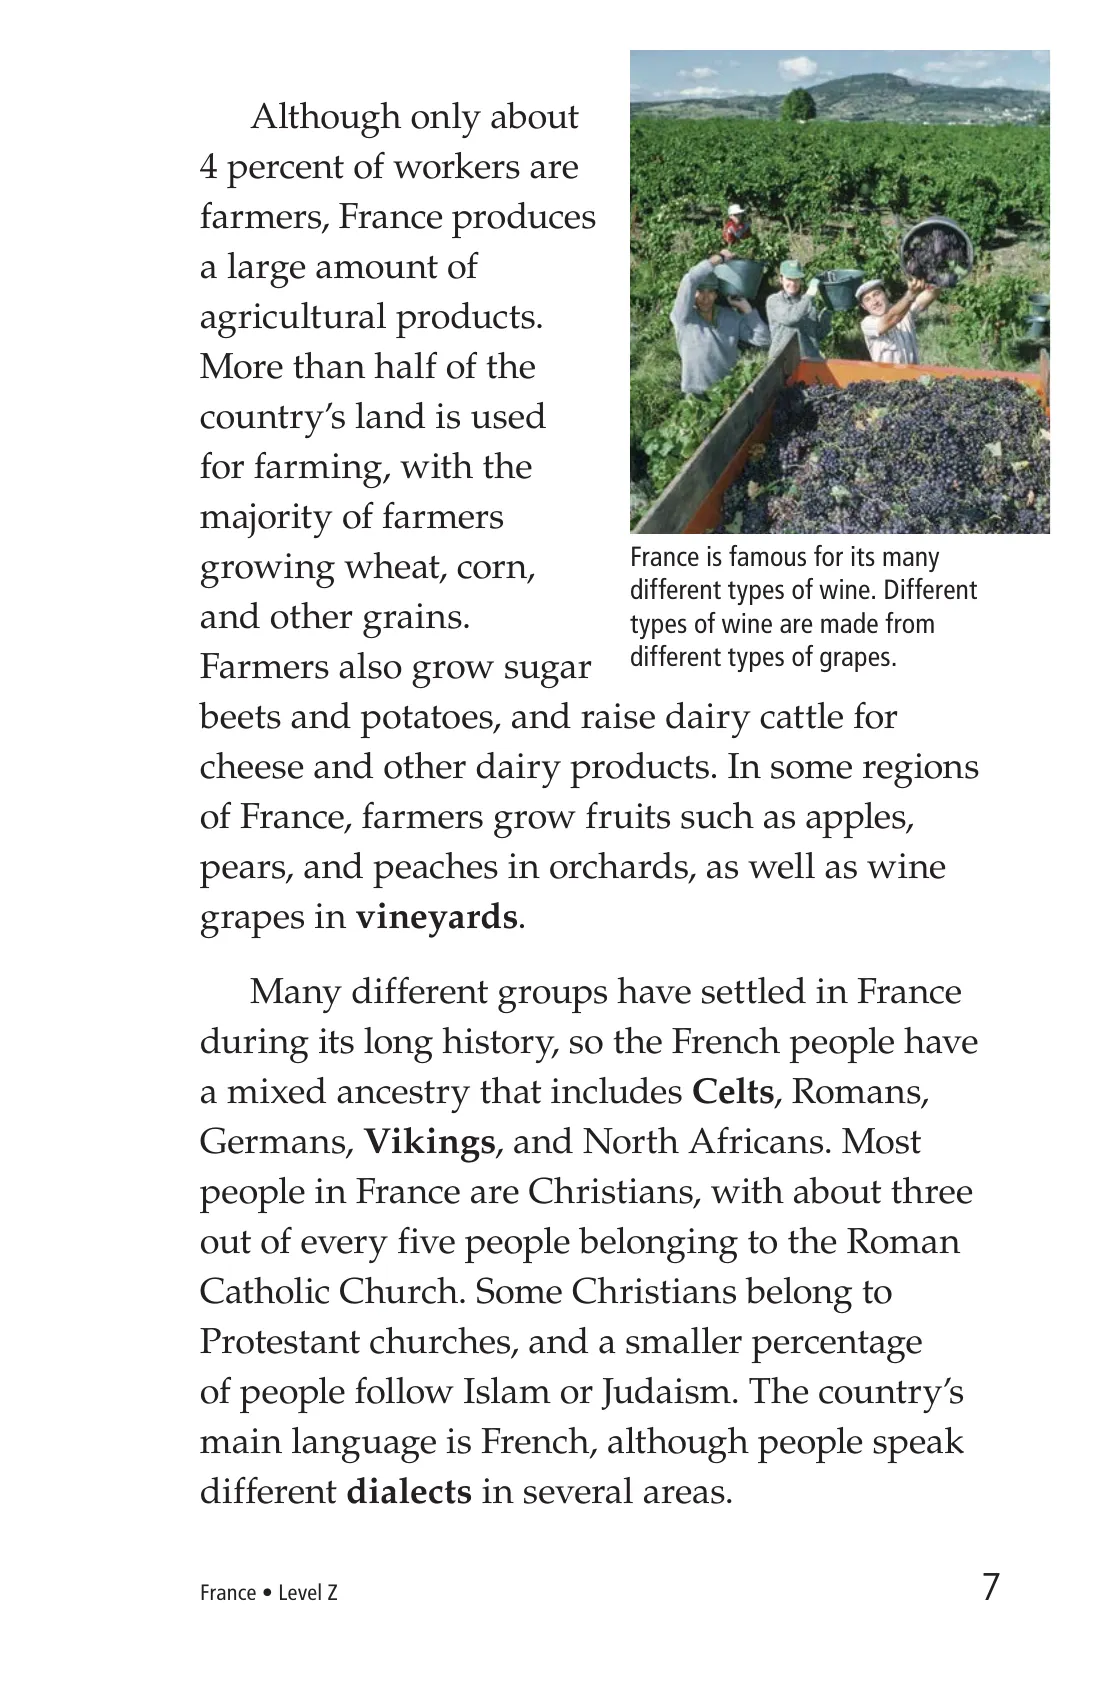 Although only about
4 percent of workers are
farmers, France produces
a large amount of
agricultural products.
More than half of the
country’s land is used
for farming, with the
majority of farmers
growing wheat, corn,
and other grains.
Farmers also grow sugar
beets and potatoes, and raise dairy cattle for
cheese and other dairy products. In some regions
of France, farmers grow fruits such as apples,
pears, and peaches in orchards, as well as wine
grapes in vineyards.
France is famous for its many
different types of wine. Different
types of wine are made from
different types of grapes.
Many different groups have settled in France
during its long history, so the French people have
a mixed ancestry that includes Celts, Romans,
Germans, Vikings, and North Africans. Most
people in France are Christians, with about three
out of every five people belonging to the Roman
Catholic Church. Some Christians belong to
Protestant churches, and a smaller percentage
of people follow Islam or Judaism. The country’s
main language is French, although people speak
different dialects in several areas.
France • Level Z
7